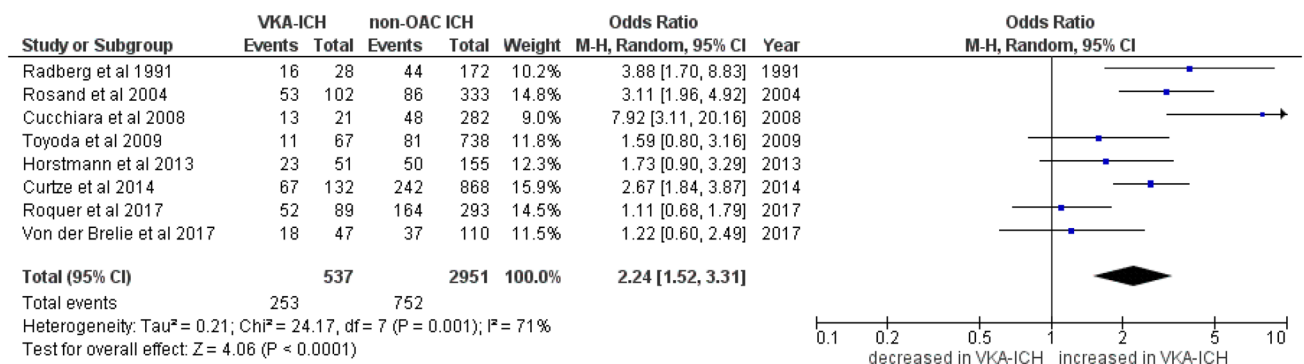 VKA-ICH non-OAC ICH Odds Ratio Odds Ratio
Study or Subgroup Events Total Events Total Weight M-H, Random, 95% CI Year M-H, Random, 95% CI
Radberg et al 1991 16 28 44 172 10.2% 3.88 [1.70, 8.83] 1991
Rosand et al 2004 53 102 86 333 14.8% 3.11 [1.96, 4.92] 2004
Cucchiara et al 2008 13 21 48 282 9.0% 7.92 [3.11, 20.16] 2008
Toyoda et al 2009 11 67 81 738 11.8% 1.59 [0.80, 3.16] 2009
Horstmann et al 2013 23 51 50 155 12.3% 1.73 [0.90, 3.29] 2013
Curtze et al 2014 67 132 242 868 15.9% 2.67 [1.84, 3.87] 2014
Roquer et al 2017 52 89 164 293 14.5% 1.11 [0.68, 1.79] 2017
Von der Brelie et al 2017 18 47 37 110 11.5% 1.22 [0.60, 2.49] 2017
Total (95% CI) 537 2951 100.0% 2.24 [1.52, 3.31]
Total events 253 752
Heterogeneity: Tau² = 0.21; Chi² = 24.17, df = 7 (P = 0.001); I² = 71%
Test for overall effect: Z = 4.06 (P < 0.0001)
0.1 0.2 0.5 1 2 5 10
decreased in VKA-ICH increased in VKA-ICH